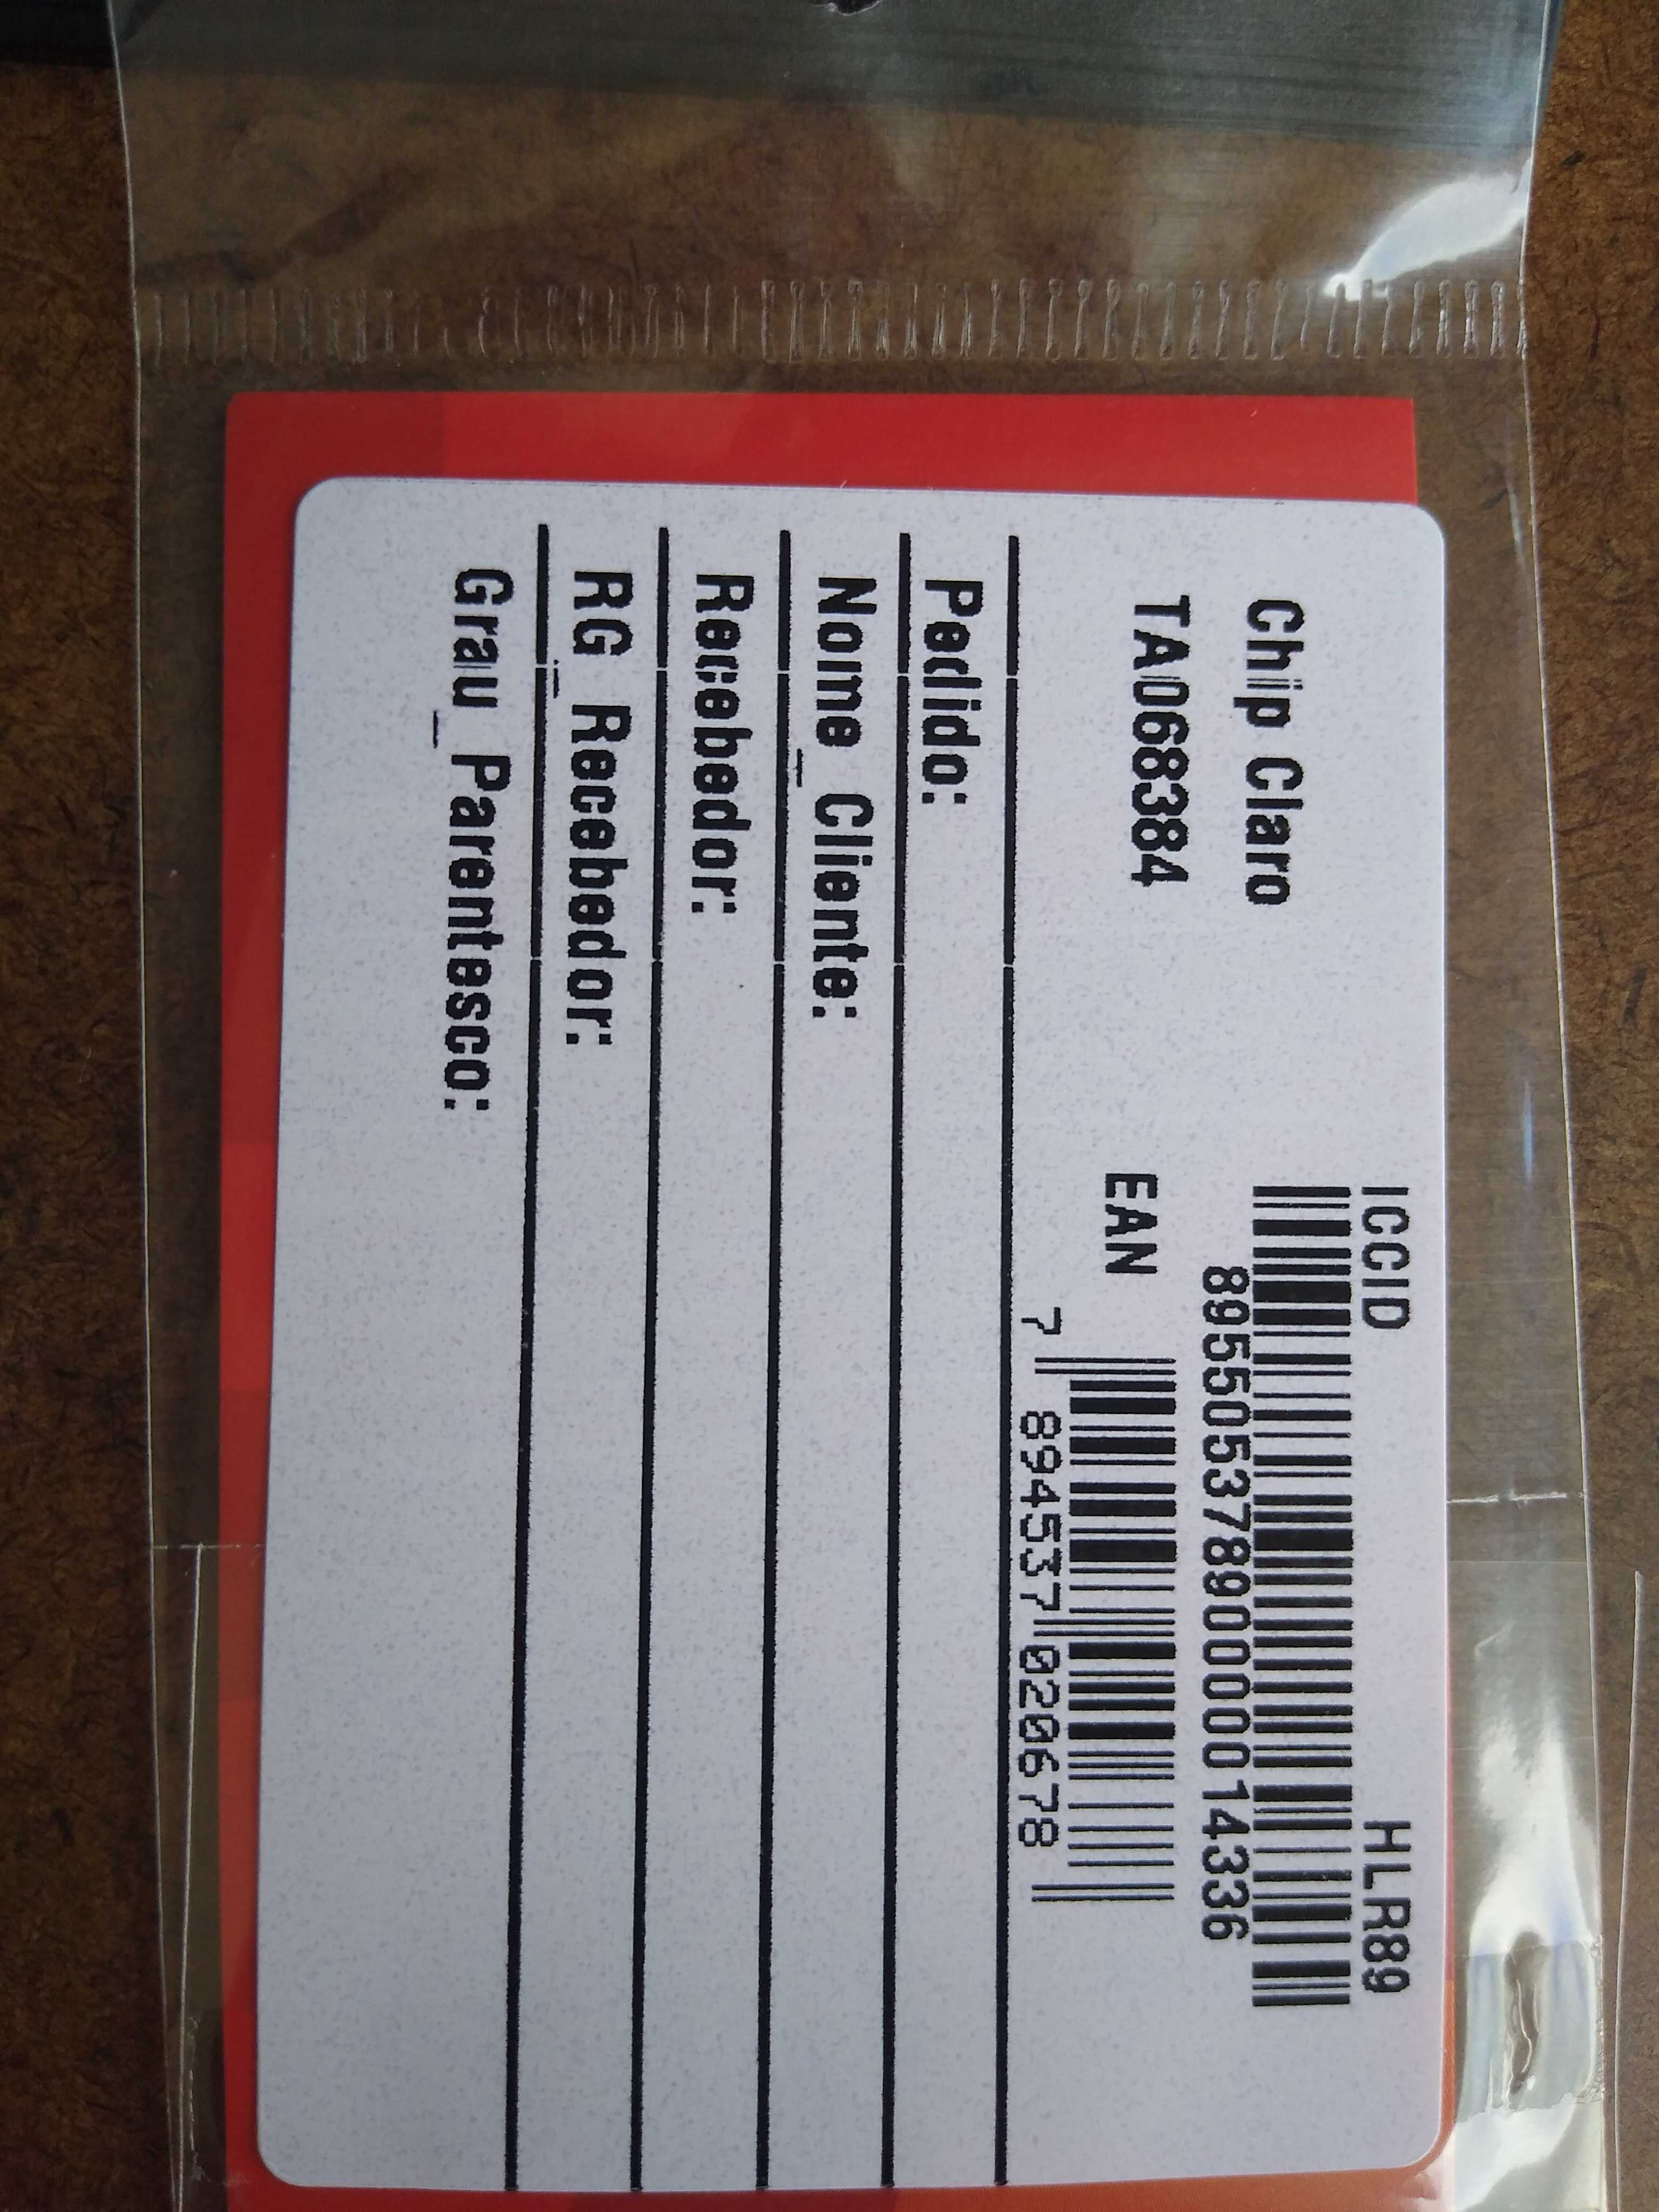 ICCID HLR89
Chip Claro
89550537890000014336
TA068384
EAN
7 894537 020678
Pedido:
Nome_Cliente:
Recebedor:
RG_Recebedor:
Grau_Parentesco: